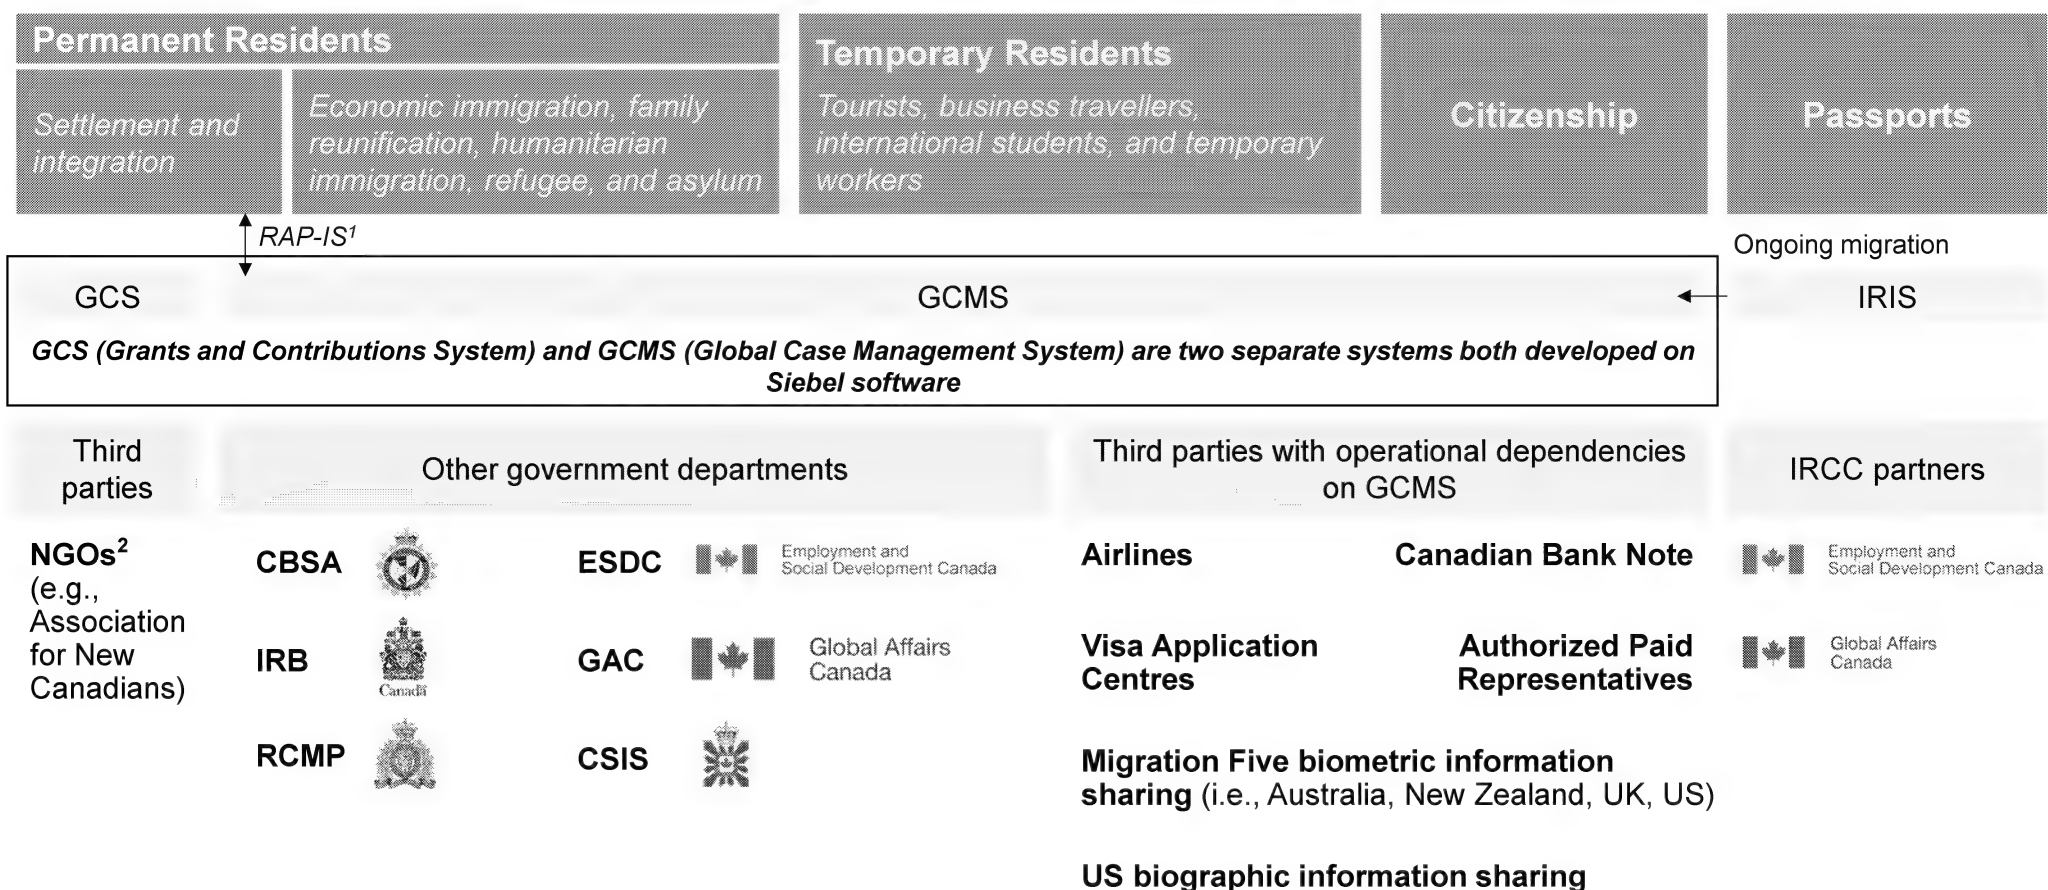 Permanent Residents
Settlement and
integration
Economic immigration, family
reunification, humanitarian
immigration, refugee, and asylum
Temporary Residents
Tourists, business travellers,
international students, and temporary
workers
Citizenship
Passports
RAP-IS¹
Ongoing migration
GCS
GCMS
IRIS
GCS (Grants and Contributions System) and GCMS (Global Case Management System) are two separate systems both developed on
Siebel software
Third
parties
Other government departments
Third parties with operational dependencies
on GCMS
IRCC partners
NGOs²
(e.g.,
Association
for New
Canadians)
CBSA
IRB
Canada
RCMP
ESDC
Employment and
Social Development Canada
GAC
Global Affairs
Canada
CSIS
Airlines
Canadian Bank Note
Visa Application
Centres
Authorized Paid
Representatives
Migration Five biometric information
sharing (i.e., Australia, New Zealand, UK, US)
US biographic information sharing
Employment and
Social Development Canada
Global Affairs
Canada